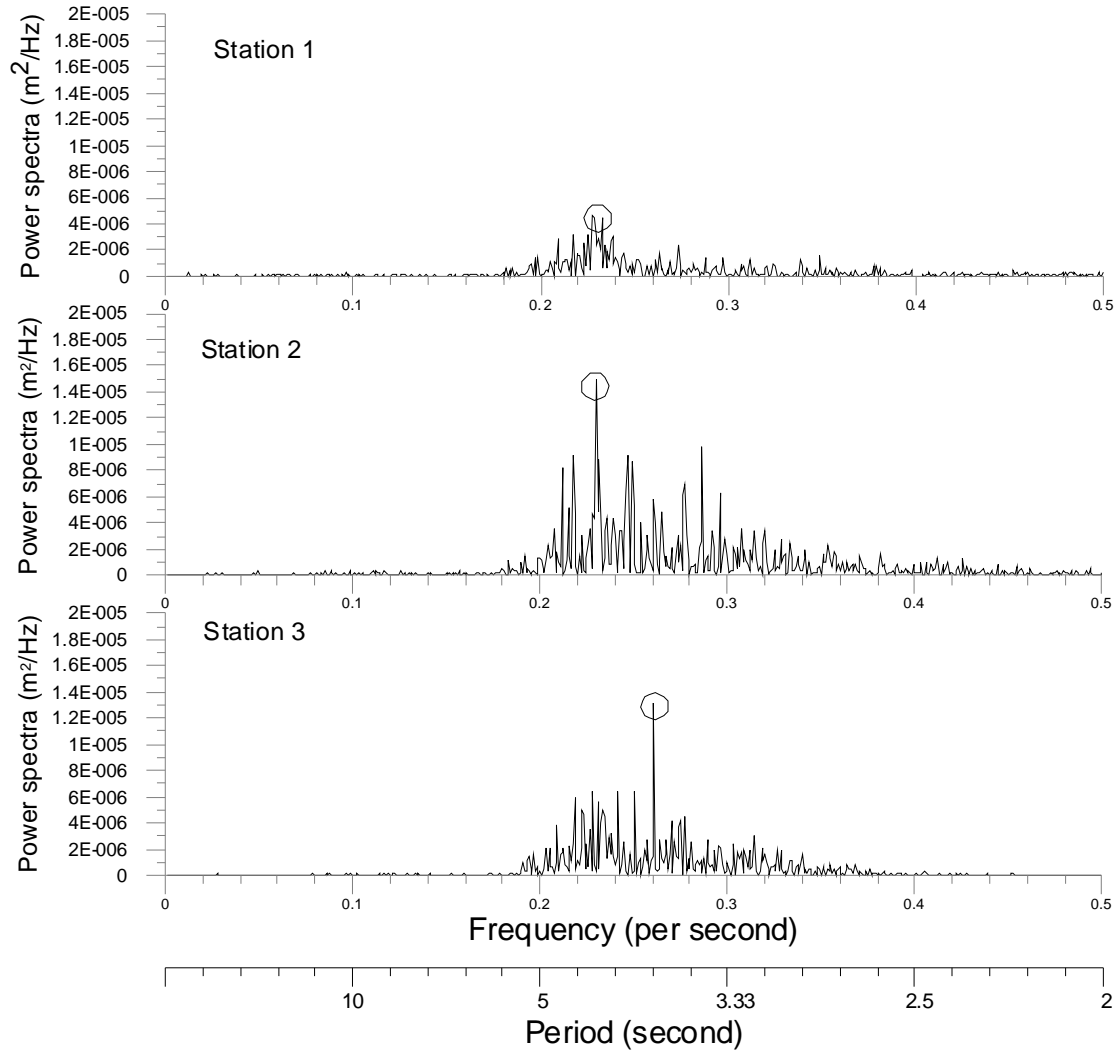 2E-005
1.8E-005
1.6E-005
1.4E-005
1.2E-005
1E-005
8E-006
6E-006
4E-006
2E-006
0
Power spectra (m2/Hz)
Station 1
0 0.1 0.2 0.3 0.4 0.5
2E-005
1.8E-005
1.6E-005
1.4E-005
1.2E-005
1E-005
8E-006
6E-006
4E-006
2E-006
0
Power spectra (m2/Hz)
Station 2
0 0.1 0.2 0.3 0.4 0.5
2E-005
1.8E-005
1.6E-005
1.4E-005
1.2E-005
1E-005
8E-006
6E-006
4E-006
2E-006
0
Power spectra (m2/Hz)
Station 3
0 0.1 0.2 0.3 0.4 0.5
Frequency (per second)
10 5 3.33 2.5 2
Period (second)